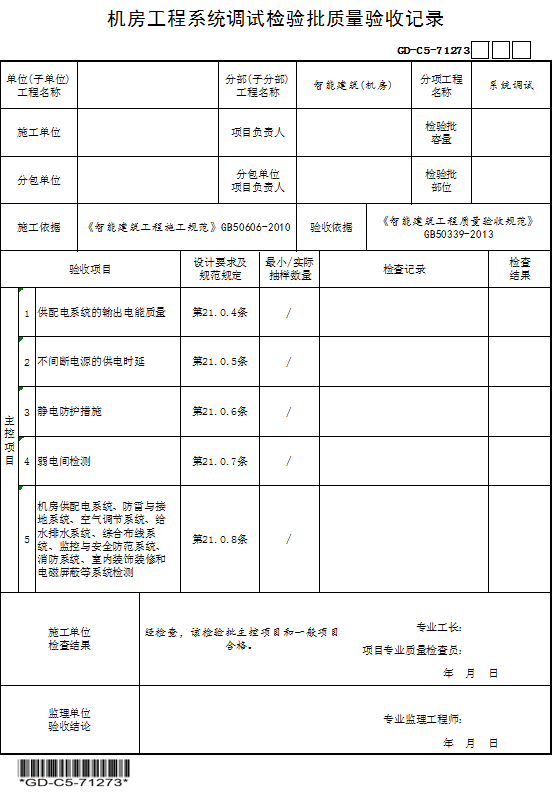 机房工程系统调试检验批质量验收记录
GD-C5-71273
单位(子单位)
工程名称
分部(子分部)
工程名称
智能建筑(机房)
分项工程
名称
系统调试
施工单位
项目负责人
检验批
容量
分包单位
分包单位
项目负责人
检验批
部位
施工依据
《智能建筑工程施工规范》GB50606-2010
验收依据
《智能建筑工程质量验收规范》
GB50339-2013
验收项目
设计要求及
规范规定
最小/实际
抽样数量
检查记录
检查
结果
主
控
项
目
1
供配电系统的输出电能质量
第21.0.4条
/
2
不间断电源的供电时延
第21.0.5条
/
3
静电防护措施
第21.0.6条
/
4
弱电间检测
第21.0.7条
/
5
机房供配电系统、防雷与接
地系统、空气调节系统、给
水排水系统、综合布线系
统、监控与安全防范系统、
消防系统、室内装饰装修和
电磁屏蔽等系统检测
第21.0.8条
/
施工单位
检查结果
经检查，该检验批主控项目和一般项目
合格。
专业工长：
项目专业质量检查员：
年 月 日
监理单位
验收结论
专业监理工程师：
年 月 日
*GD-C5-71273*